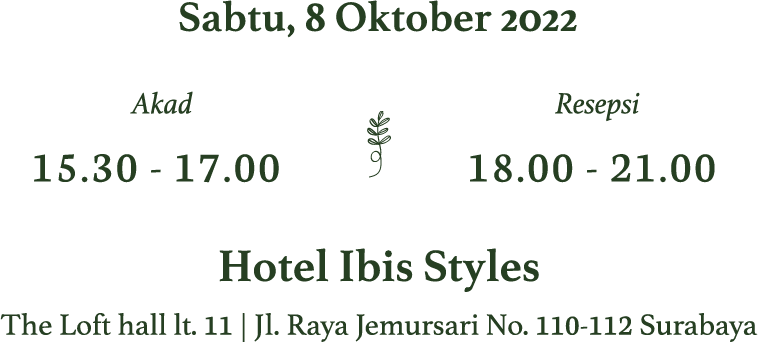 Sabtu, 8 Oktober 2022
Akad
15.30 - 17.00
Resepsi
18.00 - 21.00
Hotel Ibis Styles
The Loft hall lt. 11 | Jl. Raya Jemursari No. 110-112 Surabaya